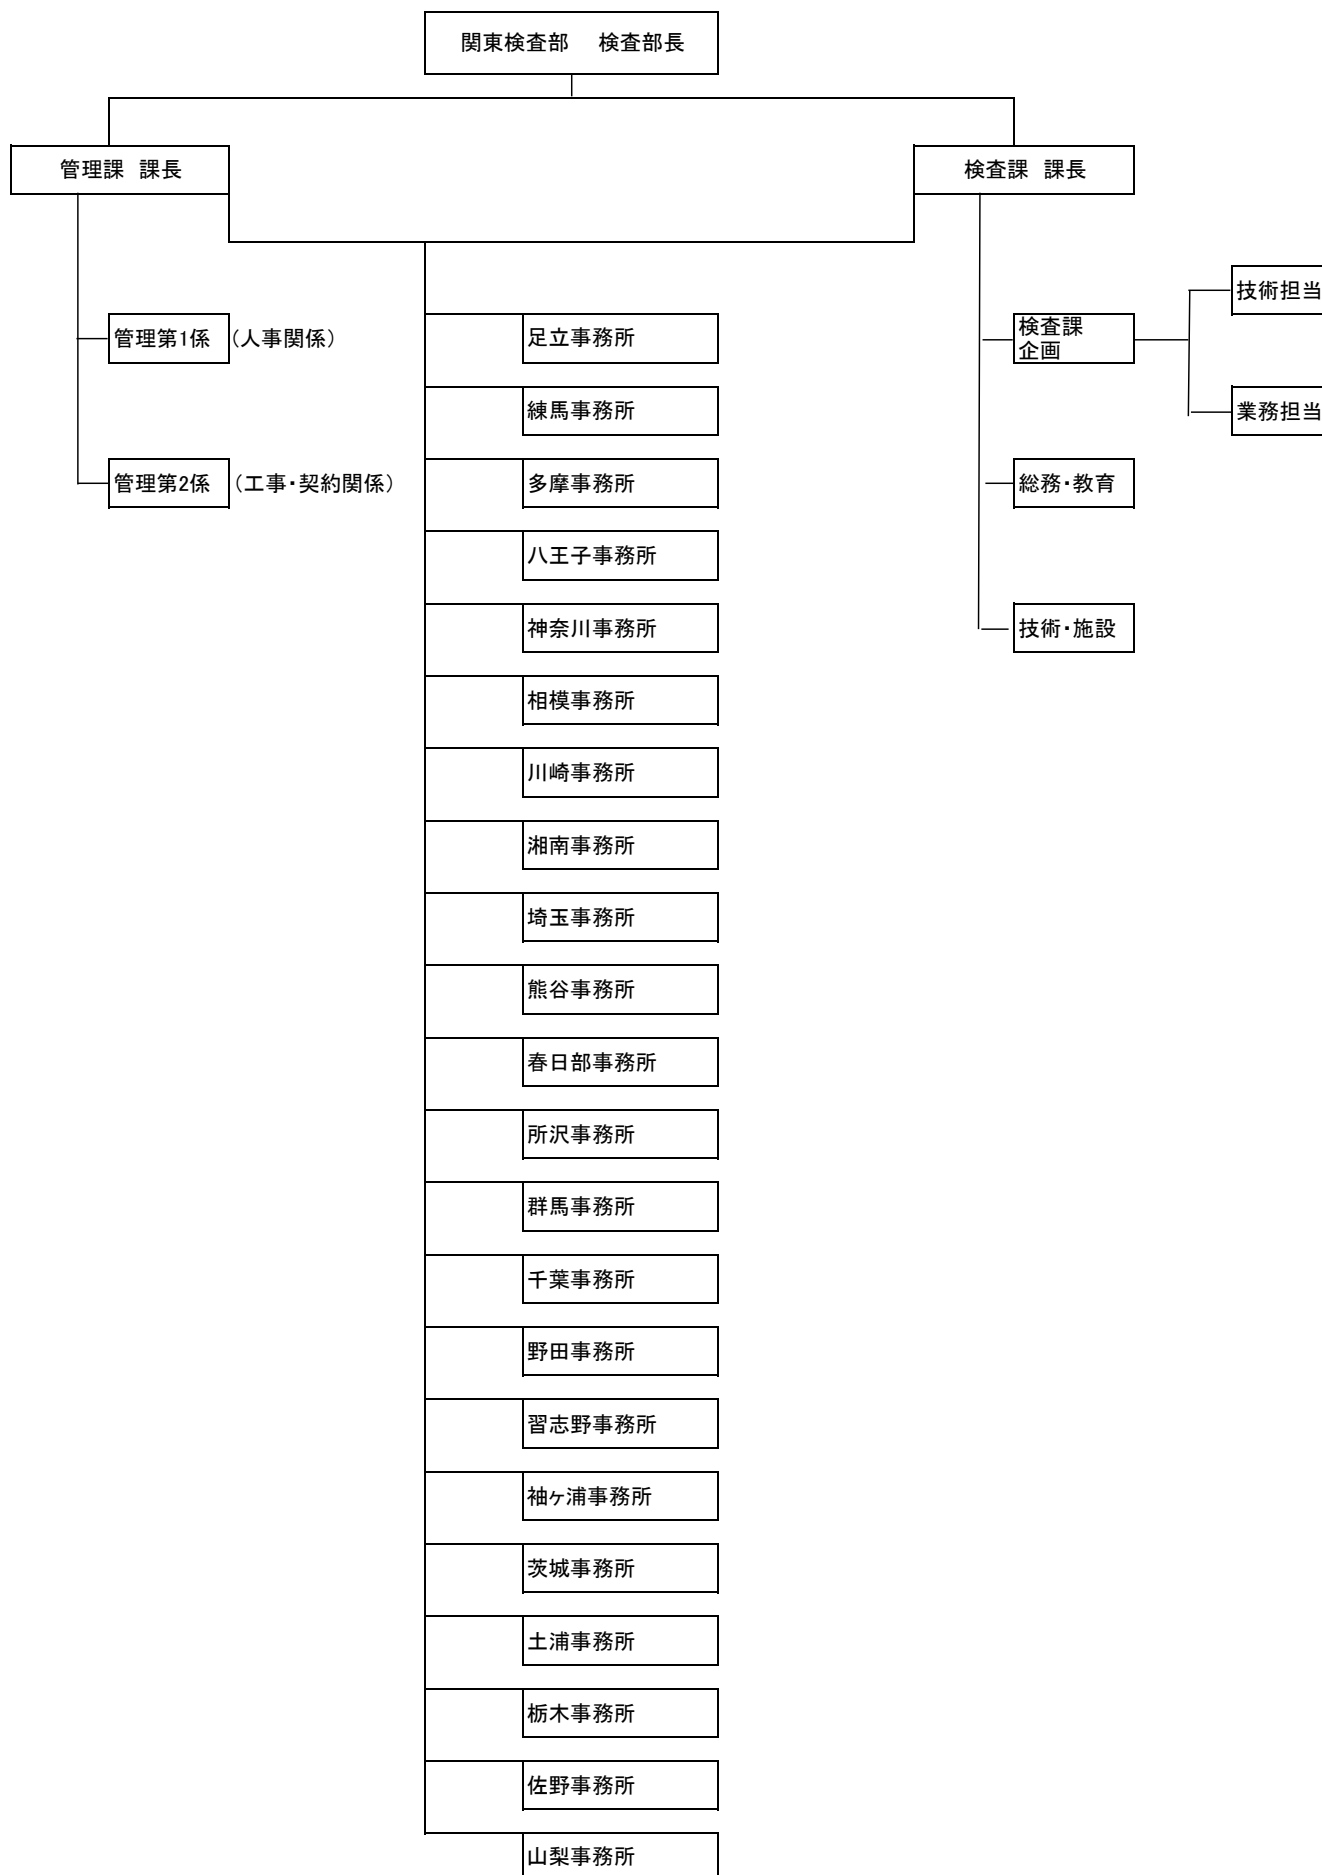 関東検査部　検査部長
管理課　課長
検査課　課長
技術担当
管理第1係 （人事関係）
足立事務所
検査課
企画
練馬事務所
業務担当
管理第2係 （工事・契約関係）
多摩事務所
総務・教育
八王子事務所
神奈川事務所
技術・施設
相模事務所
川崎事務所
湘南事務所
埼玉事務所
熊谷事務所
春日部事務所
所沢事務所
群馬事務所
千葉事務所
野田事務所
習志野事務所
袖ヶ浦事務所
茨城事務所
土浦事務所
栃木事務所
佐野事務所
山梨事務所